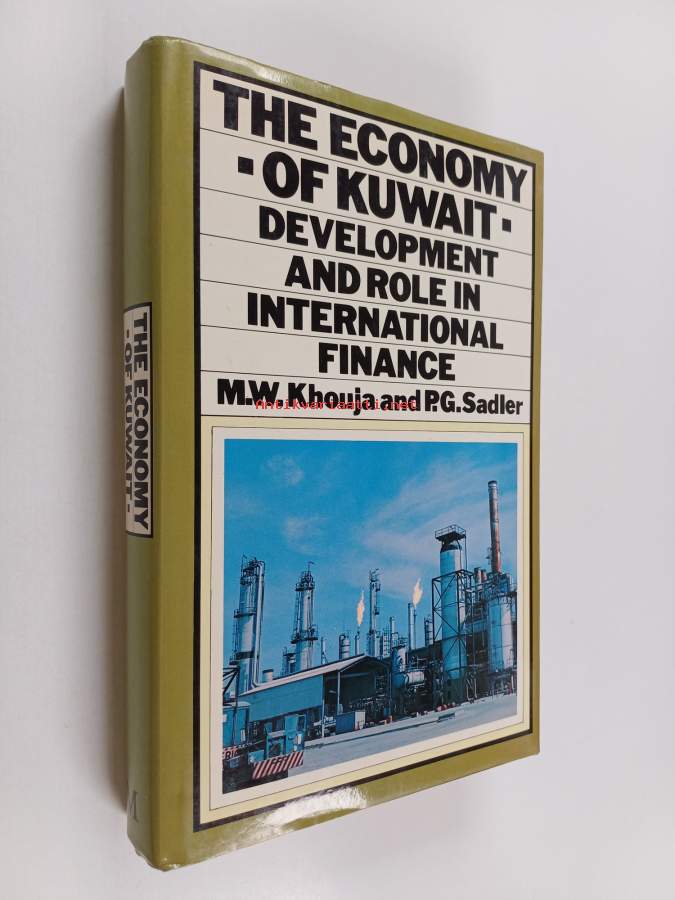 THE ECONOMY
· OF KUWAIT ·
DEVELOPMENT
AND ROLE IN
INTERNATIONAL
FINANCE
M.W. Khouja and P.G. Sadler
Antikvariaatti.net
THE ECONOMY
· OF KUWAIT ·
M